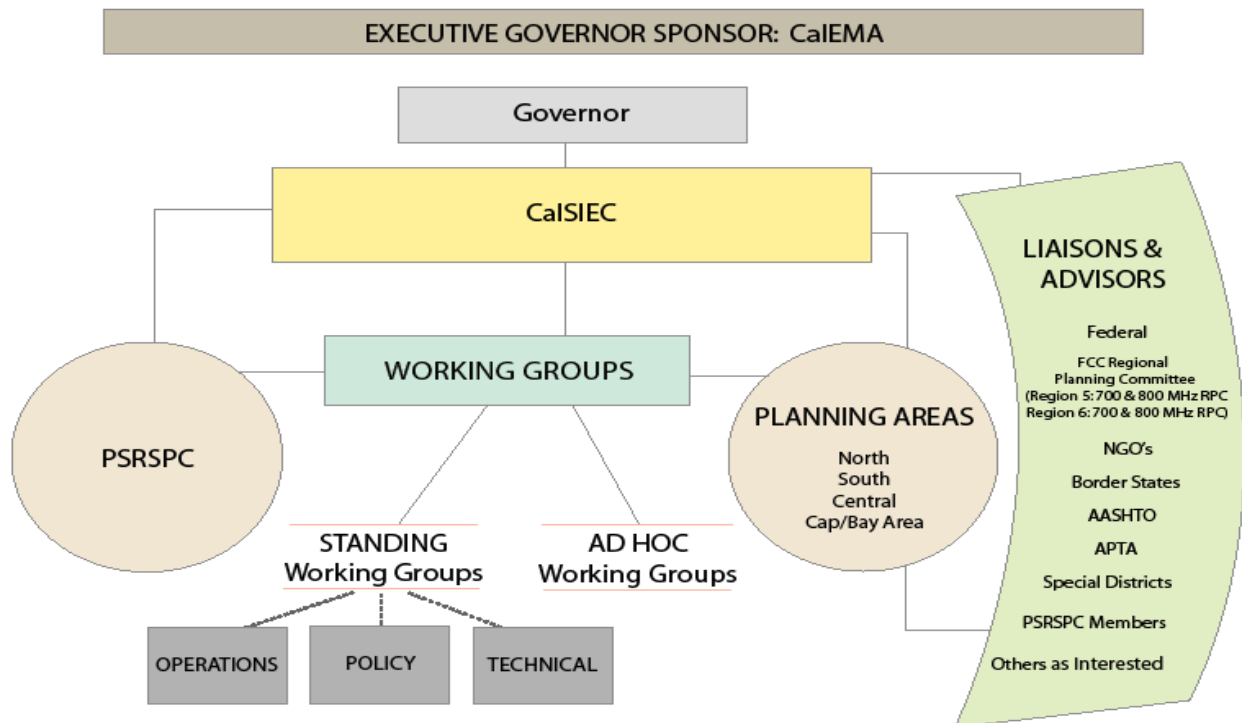 EXECUTIVE GOVERNOR SPONSOR: CalEMA
Governor
CalSIEC
WORKING GROUPS
PSRSPC
PLANNING AREAS
North
South
Central
Cap/Bay Area
STANDING
Working Groups
AD HOC
Working Groups
OPERATIONS
POLICY
TECHNICAL
LIAISONS &
ADVISORS
Federal
FCC Regional
Planning Committee
(Region 5:700 & 800 MHz RPC
Region 6:700 & 800 MHz RPC)
NGO's
Border States
AASHTO
APTA
Special Districts
PSRSPC Members
Others as Interested